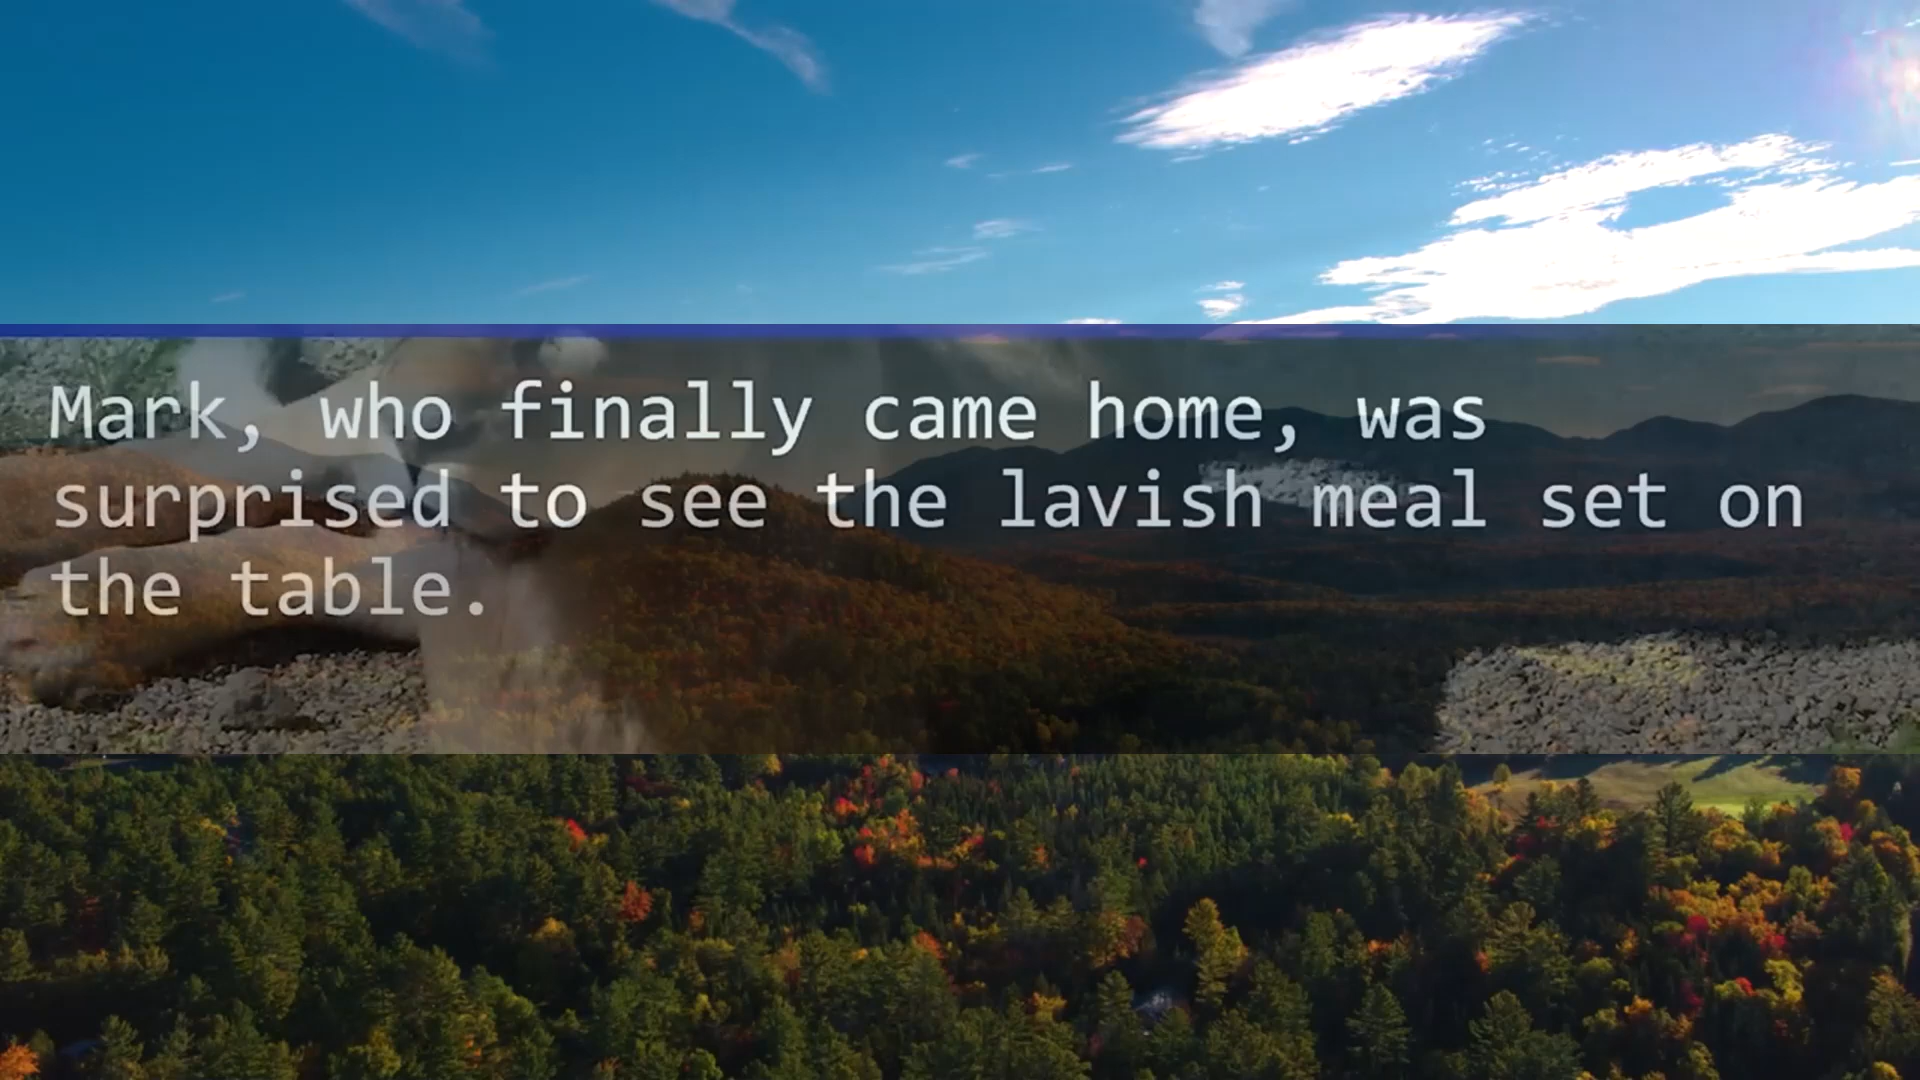 Mark, who finally came home, was
surprised to see the lavish meal set on
the table.